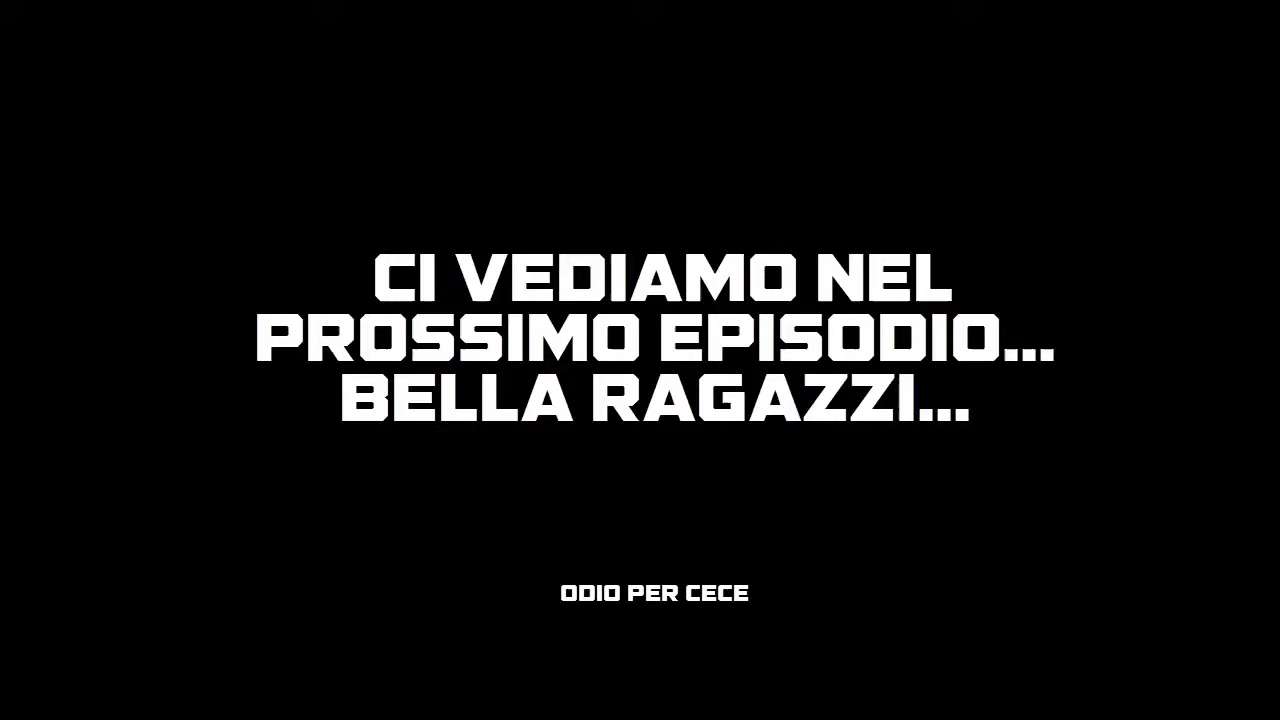 CI VEDIAMO NEL
PROSSIMO EPISODIO...
BELLA RAGAZZI...
ODIO PER CECE